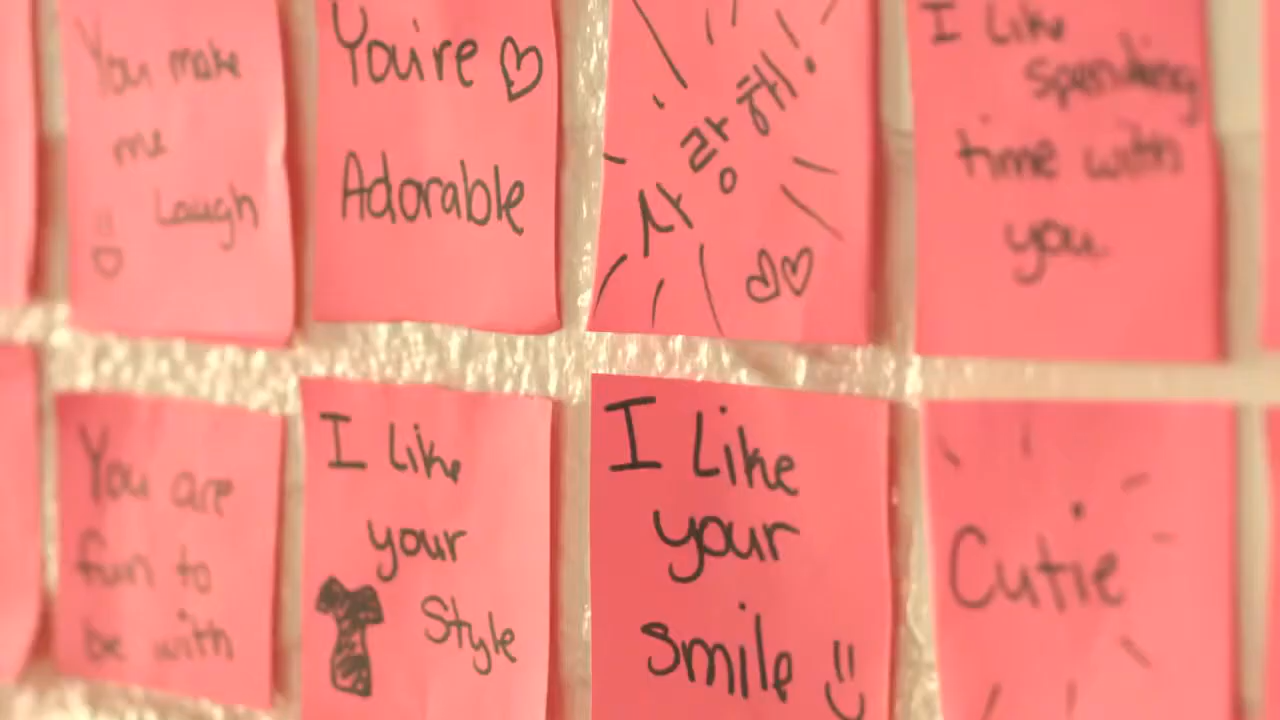 You make
me
Laugh
You're
Adorable
사랑해!
I Like
spending
time with
you
You are
fun to
be with
I Like
your
Style
I Like
your
Smile
Cutie